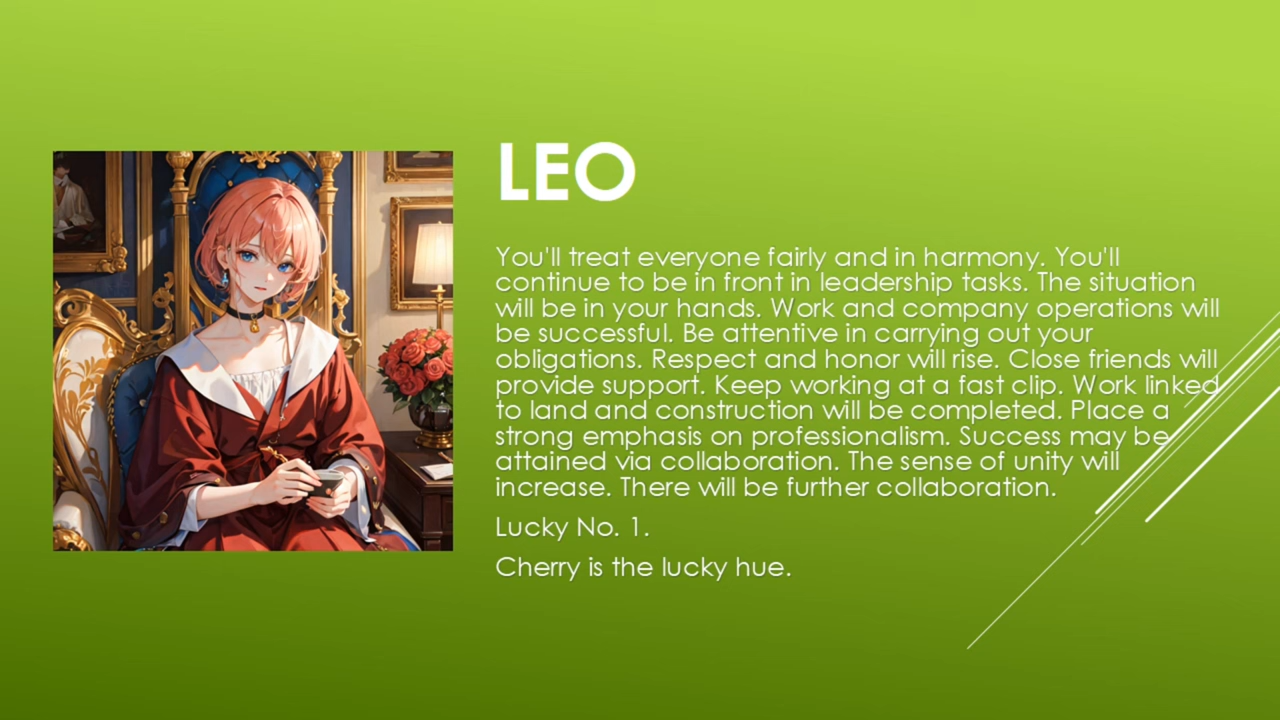 LEO
You'll treat everyone fairly and in harmony. You'll
continue to be in front in leadership tasks. The situation
will be in your hands. Work and company operations will
be successful. Be attentive in carrying out your
obligations. Respect and honor will rise. Close friends will
provide support. Keep working at a fast clip. Work linked
to land and construction will be completed. Place a
strong emphasis on professionalism. Success may be
attained via collaboration. The sense of unity will
increase. There will be further collaboration.
Lucky No. 1.
Cherry is the lucky hue.